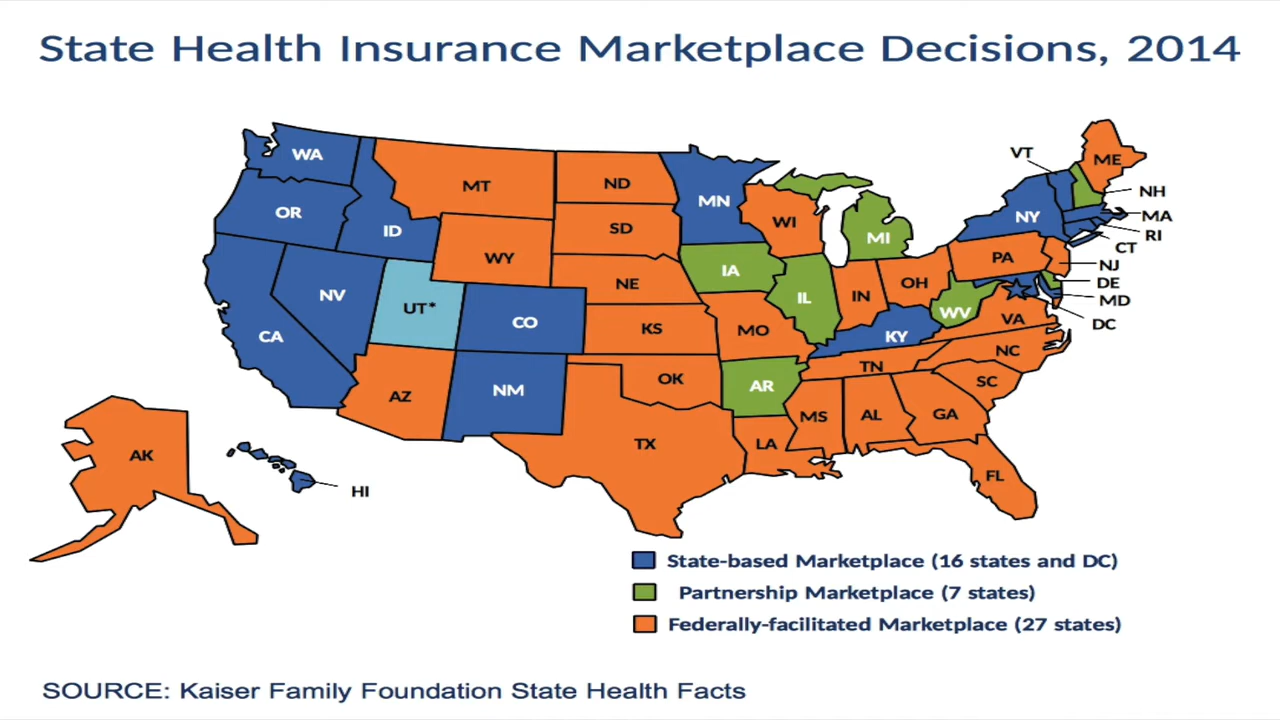 State Health Insurance Marketplace Decisions, 2014
WA
OR
ID
MT
ND
MN
WI
MI
VT
ME
NH
MA
NY
RI
CT
SD
WY
NE
IA
PA
NJ
DE
MD
DC
NV
UT*
CO
CA
KS
MO
IL
IN
OH
WV
VA
KY
NC
TN
SC
AZ
NM
OK
AR
MS
AL
GA
TX
LA
FL
AK
HI
State-based Marketplace (16 states and DC)
Partnership Marketplace (7 states)
Federally-facilitated Marketplace (27 states)
SOURCE: Kaiser Family Foundation State Health Facts